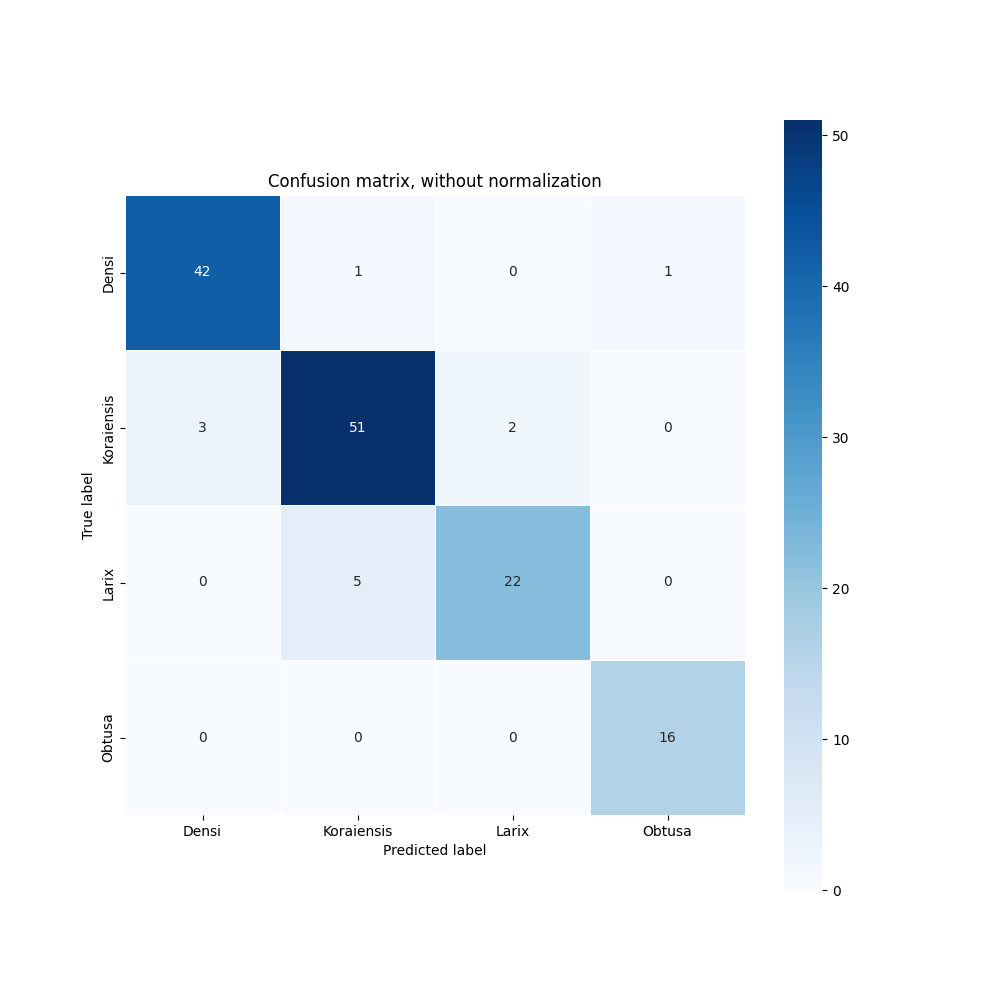 Confusion matrix, without normalization
True label
Densi
42 1 0 1
Koraiensis
3 51 2 0
Larix
0 5 22 0
Obtusa
0 0 0 16
Densi Koraiensis Larix Obtusa
Predicted label
50
40
30
20
10
0